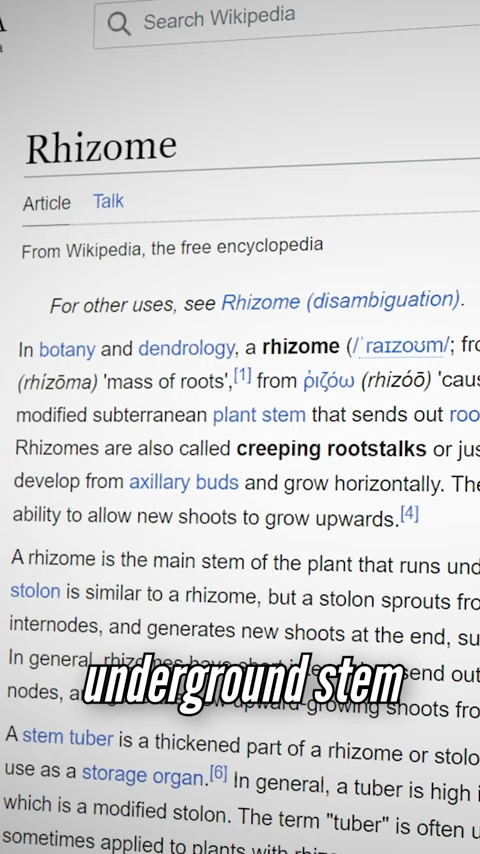 A
a
Search Wikipedia
Rhizome
Article Talk
From Wikipedia, the free encyclopedia
For other uses, see Rhizome (disambiguation).
In botany and dendrology, a rhizome (/ˈraɪzoʊm/; fro
(rhízōma) 'mass of roots',[1] from ῥιζόω (rhizóō) 'caus
modified subterranean plant stem that sends out roo
Rhizomes are also called creeping rootstalks or jus
develop from axillary buds and grow horizontally. The
ability to allow new shoots to grow upwards.[4]
A rhizome is the main stem of the plant that runs und
stolon is similar to a rhizome, but a stolon sprouts fro
internodes, and generates new shoots at the end, su
In general, rhizomes have short send out
underground stem
nodes, upward-growing shoots fro
A stem tuber is a thickened part of a rhizome or stolo
use as a storage organ.[6] In general, a tuber is high i
which is a modified stolon. The term "tuber" is often u
sometimes applied to plants with